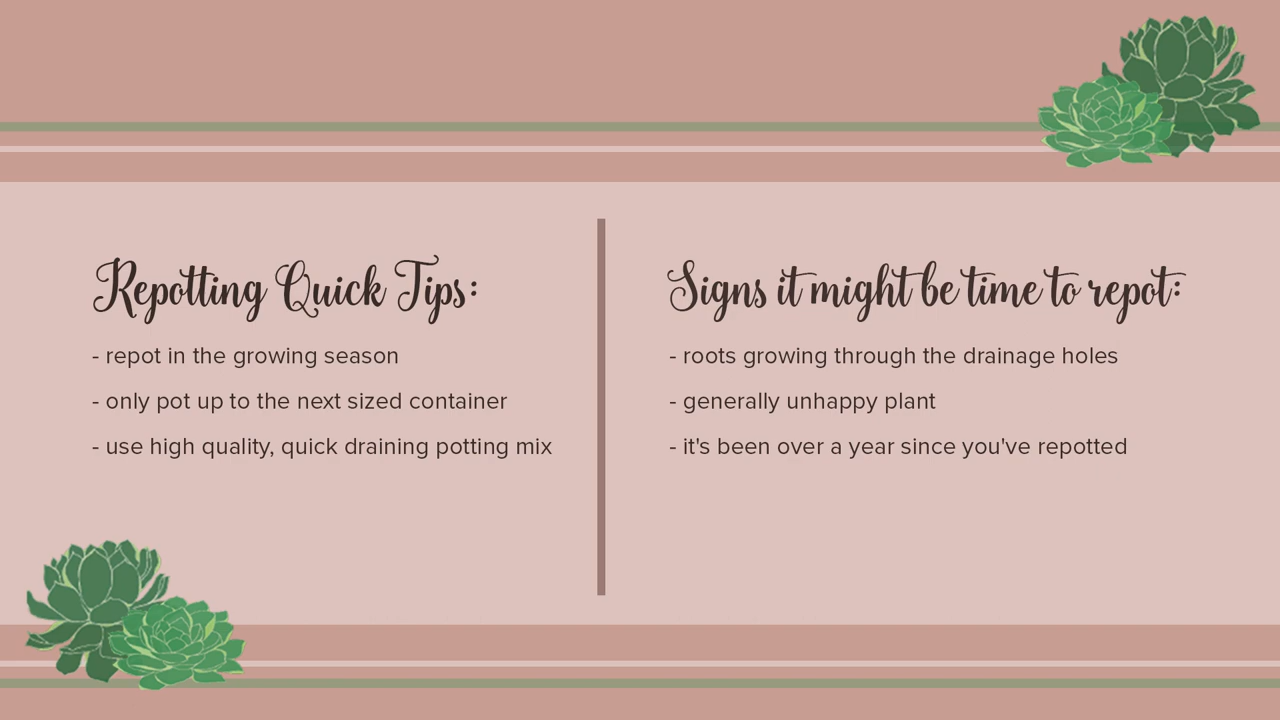 Repotting Quick Tips:
- repot in the growing season
- only pot up to the next sized container
- use high quality, quick draining potting mix
Signs it might be time to repot:
- roots growing through the drainage holes
- generally unhappy plant
- it's been over a year since you've repotted